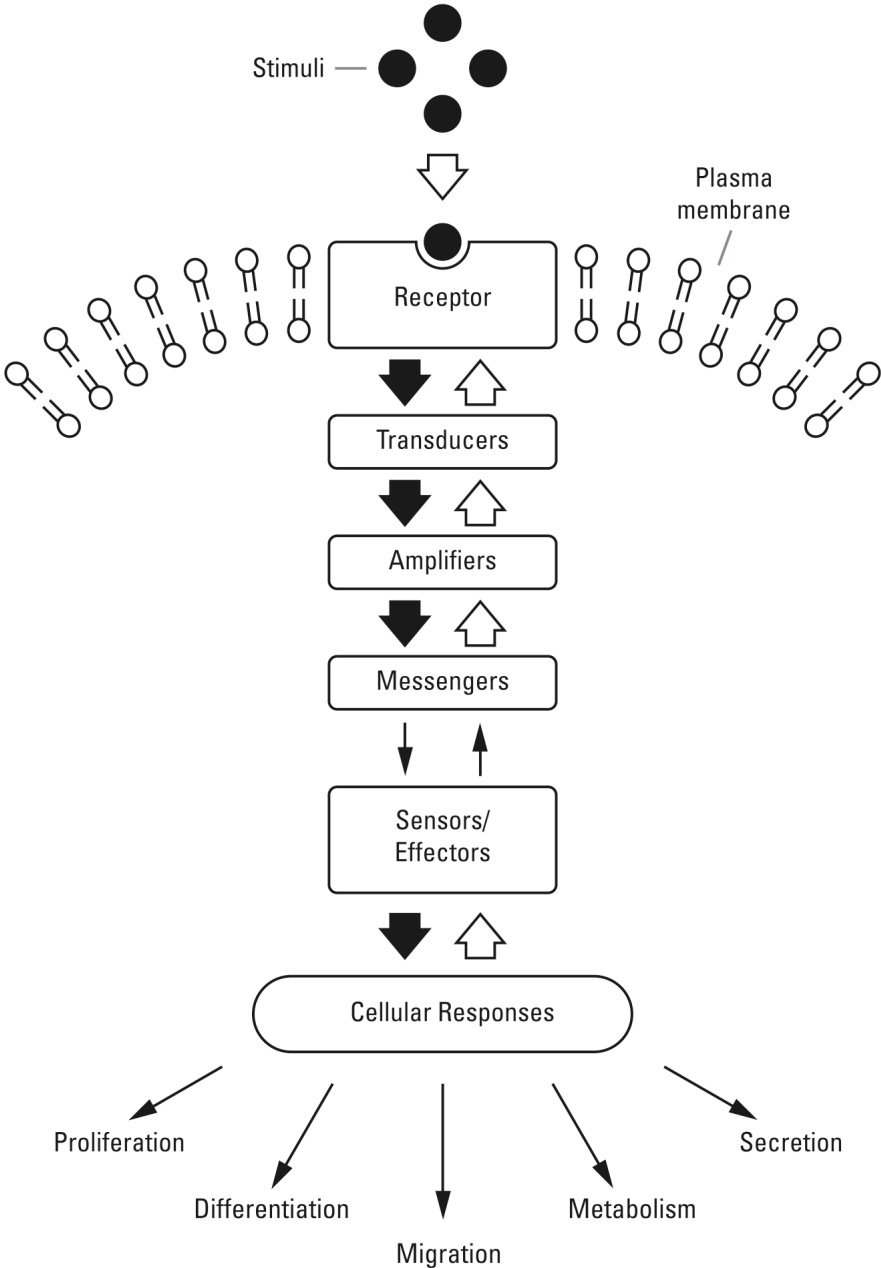 Stimuli
Plasma
membrane
Receptor
Transducers
Amplifiers
Messengers
Sensors/
Effectors
Cellular Responses
Proliferation
Secretion
Differentiation
Metabolism
Migration